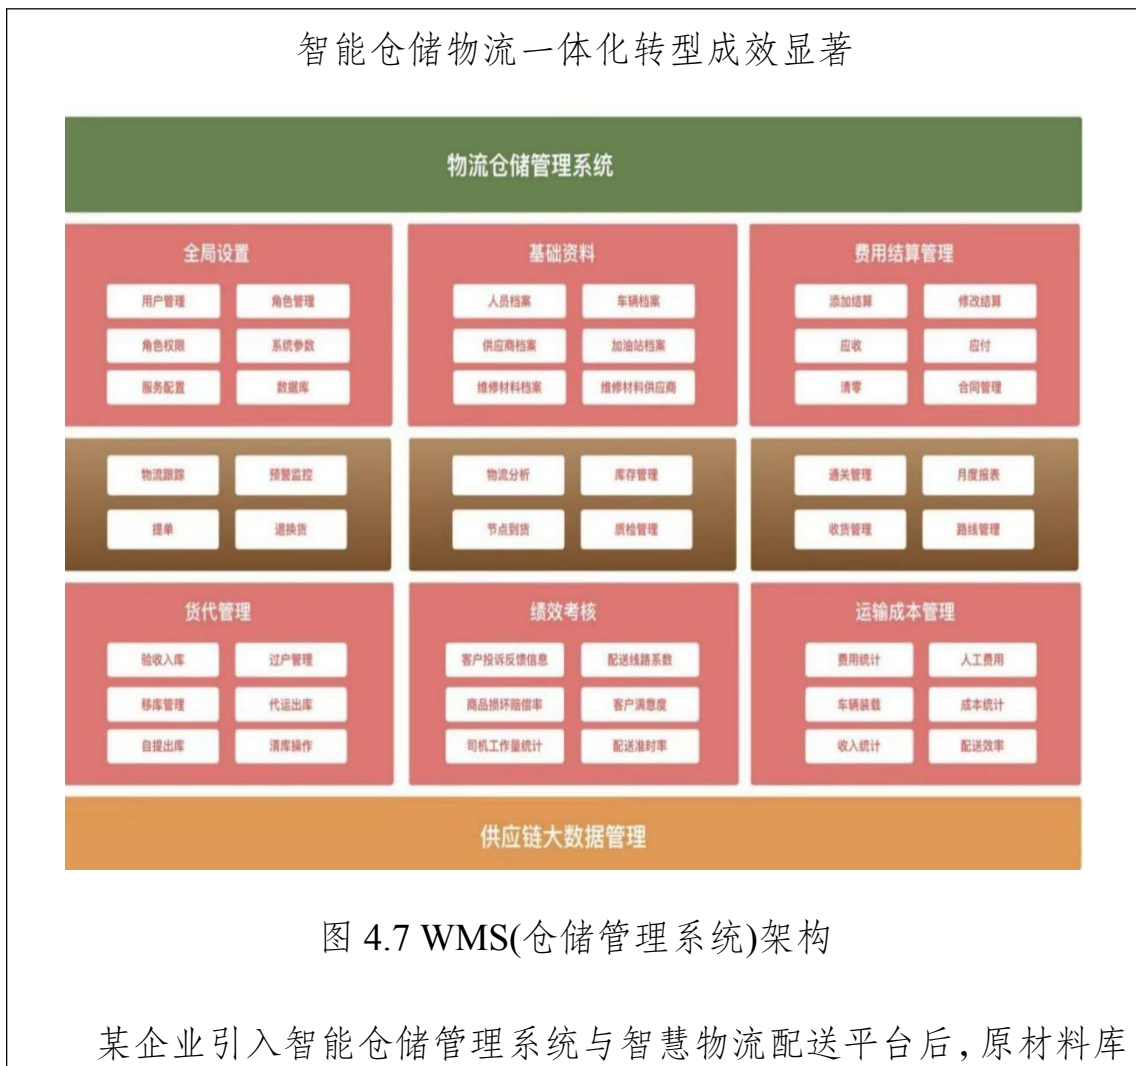 智能仓储物流一体化转型成效显著
物流仓储管理系统
全局设置
用户管理 角色管理
角色权限 系统参数
服务配置 数据库
基础资料
人员档案 车辆档案
供应商档案 加油站档案
维修材料档案 维修材料供应商
费用结算管理
添加结算 修改结算
应收 应付
清零 合同管理
物流跟踪 预警监控
提单 退换货
物流分析 库存管理
节点到货 质检管理
通关管理 月度报表
收货管理 路线管理
货代管理
验收入库 过户管理
移库管理 代运出库
自提出库 清库操作
绩效考核
客户投诉反馈信息 配送线路系数
商品损坏赔偿率 客户满意度
司机工作量统计 配送准时率
运输成本管理
费用统计 人工费用
车辆装载 成本统计
收入统计 配送效率
供应链大数据管理
图 4.7 WMS(仓储管理系统)架构
某企业引入智能仓储管理系统与智慧物流配送平台后,原材料库